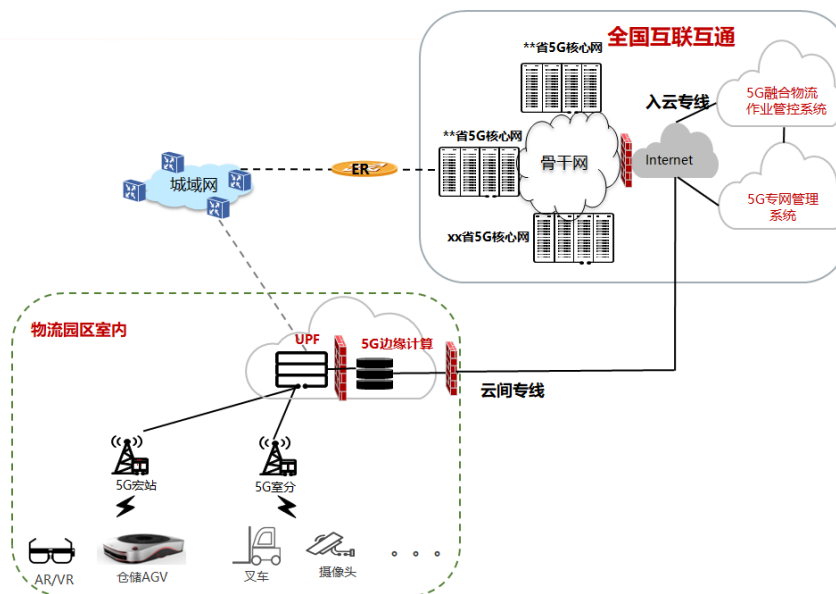 全国互联互通
**省5G核心网
入云专线
5G融合物流
作业管控系统
**省5G核心网
骨干网
Internet
ER
城域网
5G专网管理
系统
xx省5G核心网
物流园区室内
UPF
5G边缘计算
云间专线
5G宏站
5G室分
AR/VR
仓储AGV
叉车
摄像头
。。。